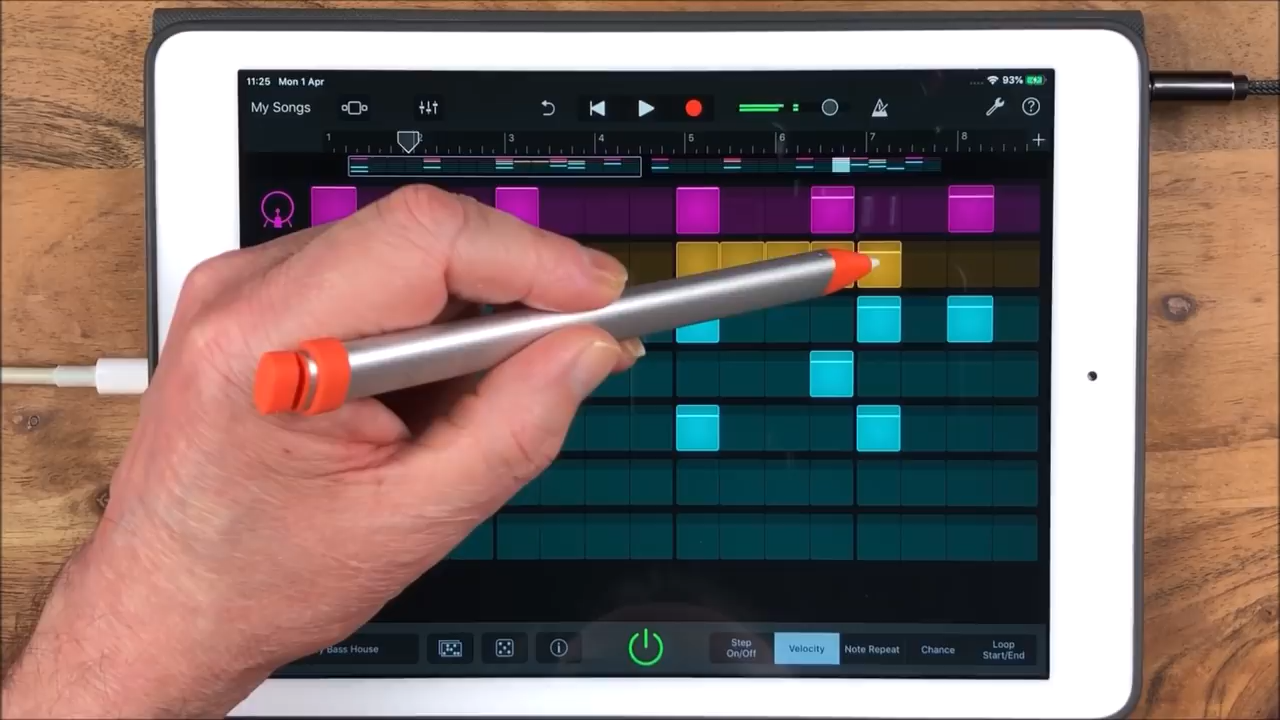 11:25 Mon 1 Apr
93%
My Songs
1 2 3 4 5 6 7 8
Bass House
Step
On/Off
Velocity
Note Repeat
Chance
Loop
Start/End